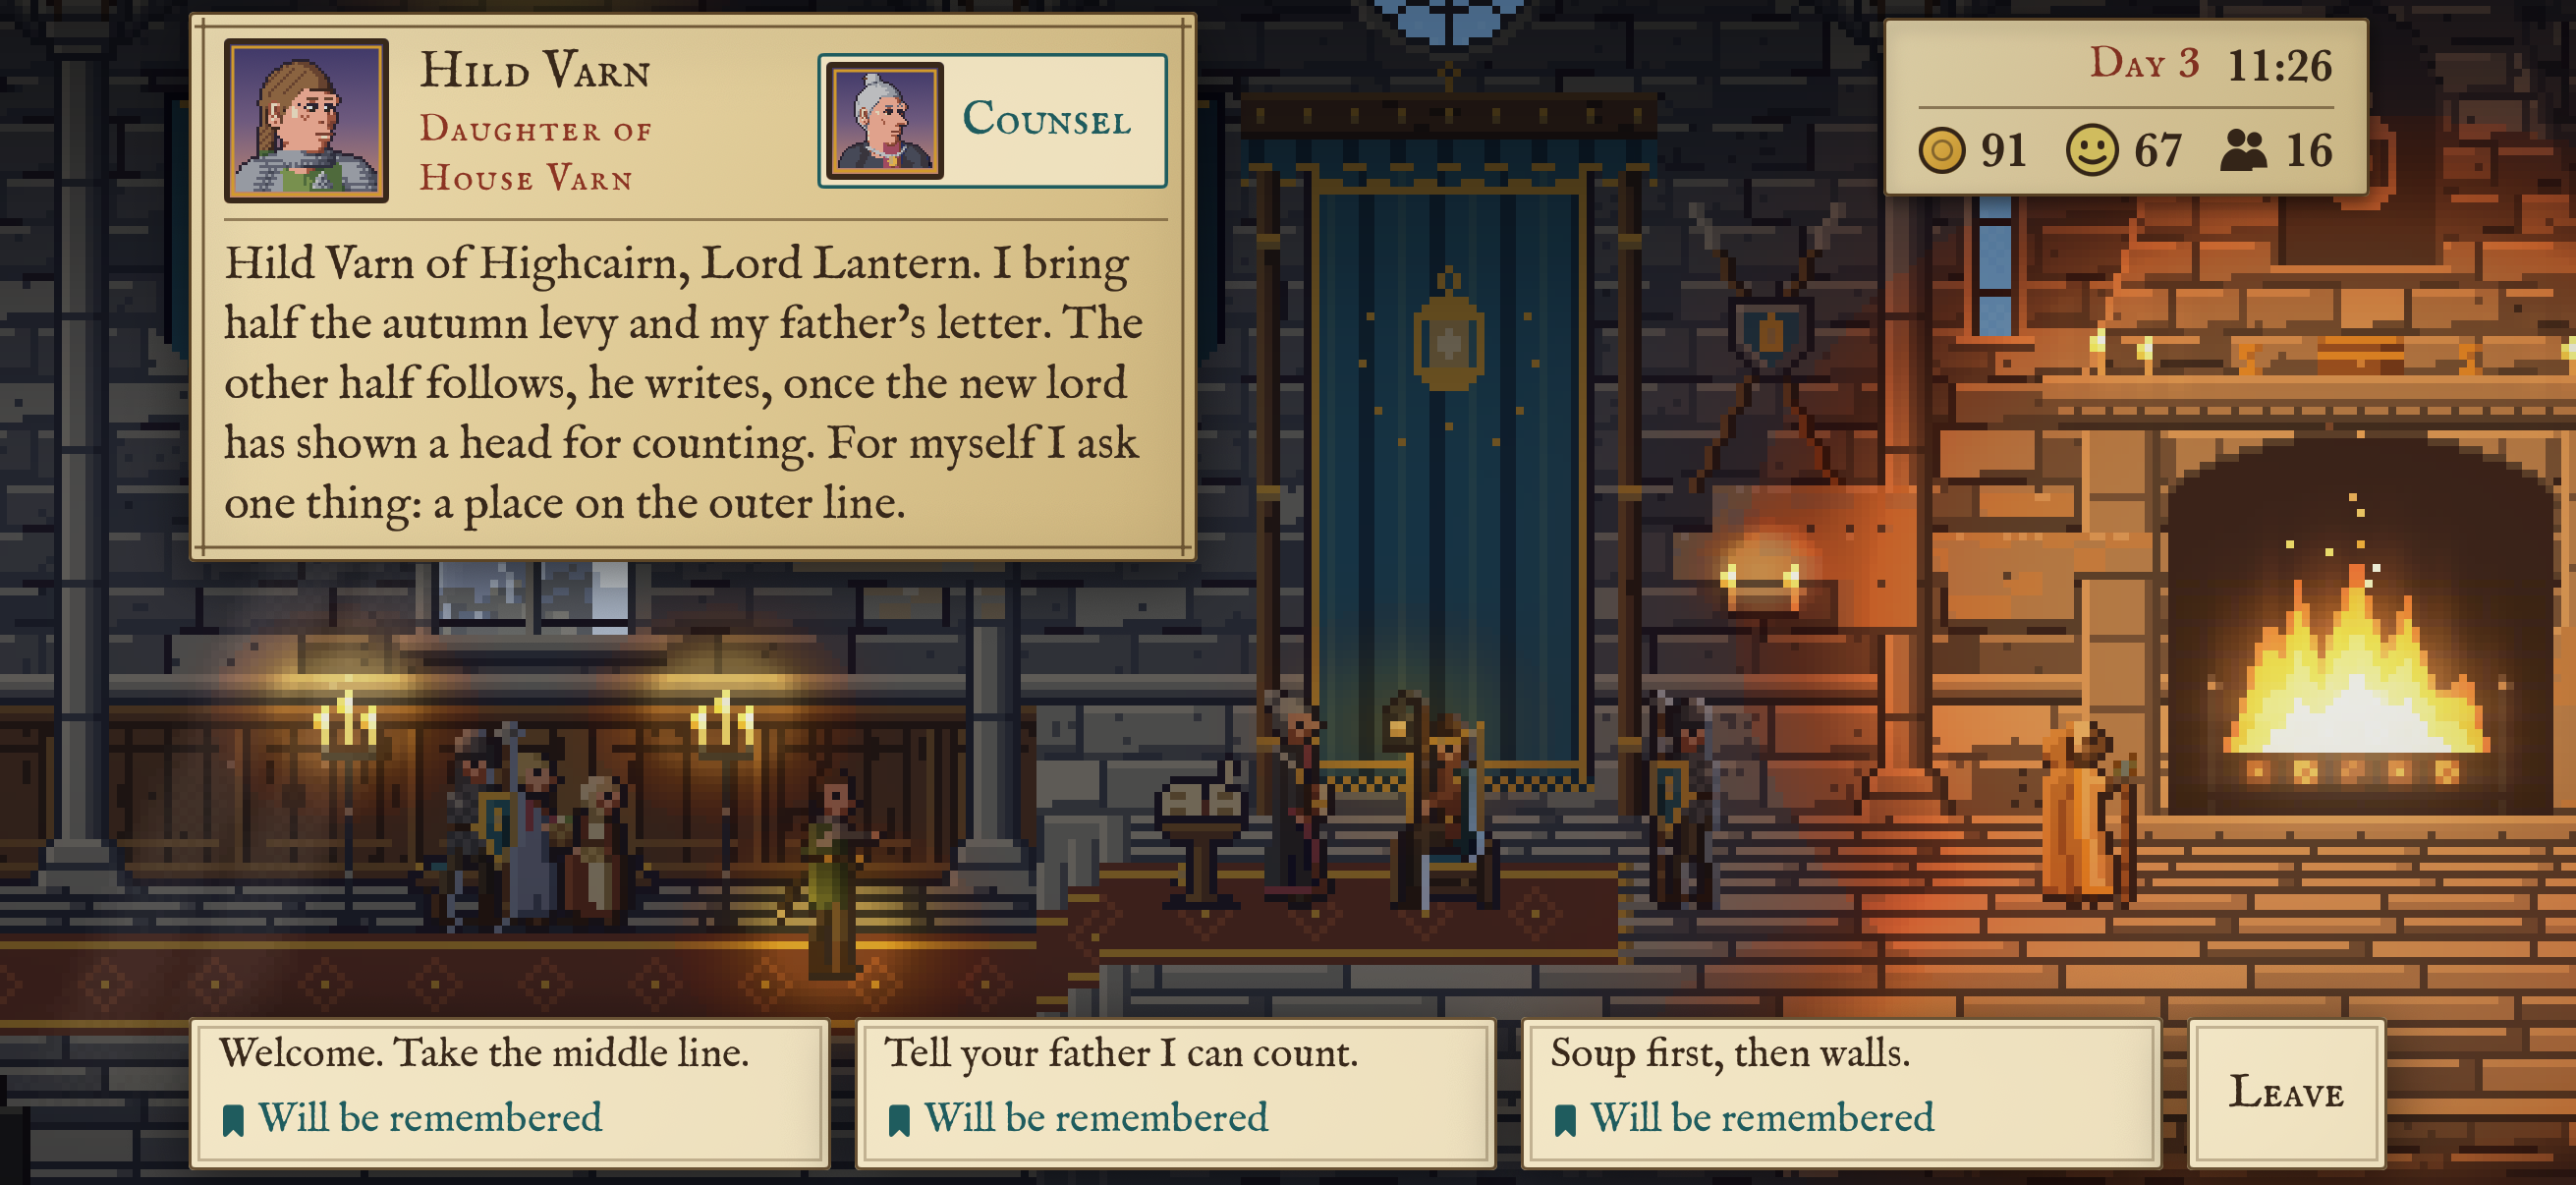 Hild Varn
Daughter of
House Varn
Counsel
Hild Varn of Highcairn, Lord Lantern. I bring
half the autumn levy and my father’s letter. The
other half follows, he writes, once the new lord
has shown a head for counting. For myself I ask
one thing: a place on the outer line.
Day 3 11:26
91 67 16
Welcome. Take the middle line.
Will be remembered
Tell your father I can count.
Will be remembered
Soup first, then walls.
Will be remembered
Leave